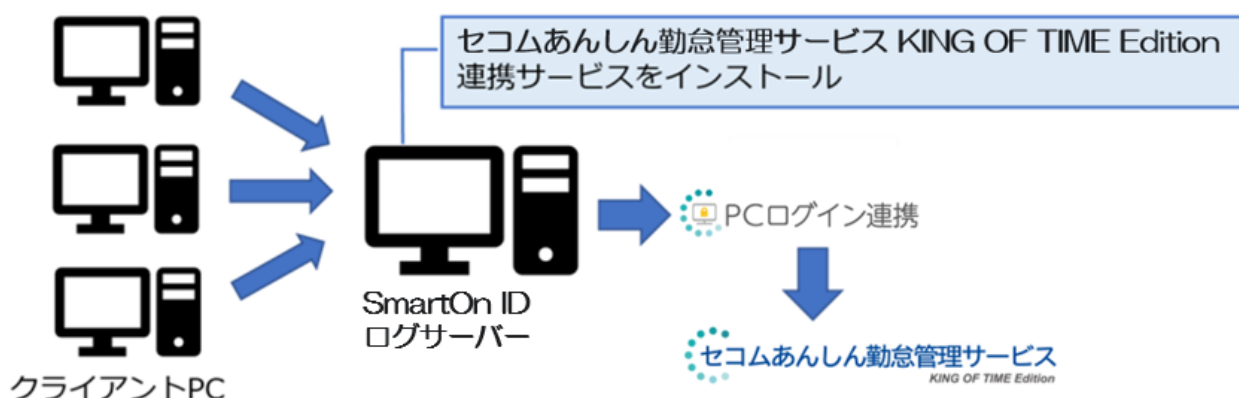 セコムあんしん勤怠管理サービス KING OF TIME Edition
連携サービスをインストール
PCログイン連携
SmartOn ID
ログサーバー
セコムあんしん勤怠管理サービス
KING OF TIME Edition
クライアントPC